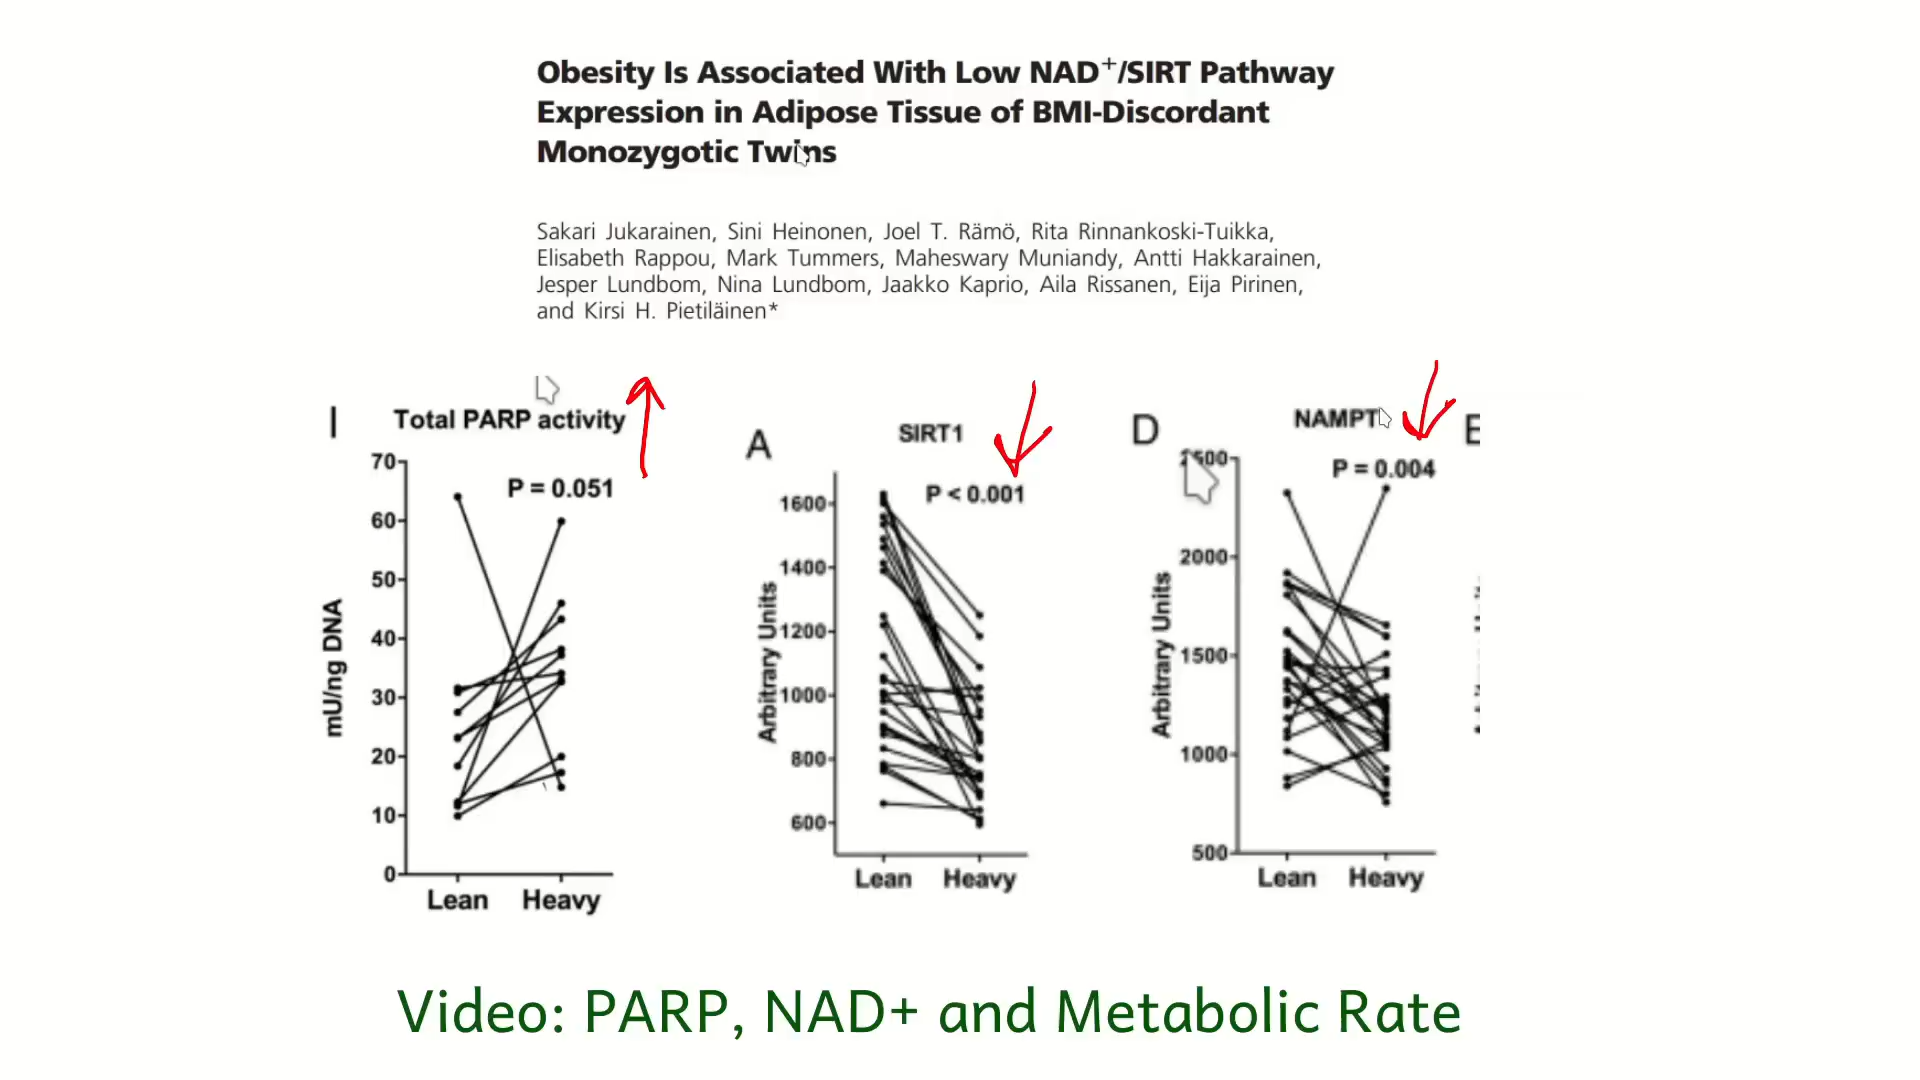 Obesity Is Associated With Low NAD+/SIRT Pathway
Expression in Adipose Tissue of BMI-Discordant
Monozygotic Twins
Sakari Jukarainen, Sini Heinonen, Joel T. Rämö, Rita Rinnankoski-Tuikka,
Elisabeth Rappou, Mark Tummers, Maheswary Muniandy, Antti Hakkarainen,
Jesper Lundbom, Nina Lundbom, Jaakko Kaprio, Aila Rissanen, Eija Pirinen,
and Kirsi H. Pietiläinen*
I
Total PARP activity
P = 0.051
70
60
50
40
30
20
10
0
mU/ng DNA
Lean Heavy
A
SIRT1
P < 0.001
1600
1400
1200
1000
800
600
Arbitrary Units
Lean Heavy
D
NAMPT
P = 0.004
2500
2000
1500
1000
500
Arbitrary Units
Lean Heavy
Video: PARP, NAD+ and Metabolic Rate